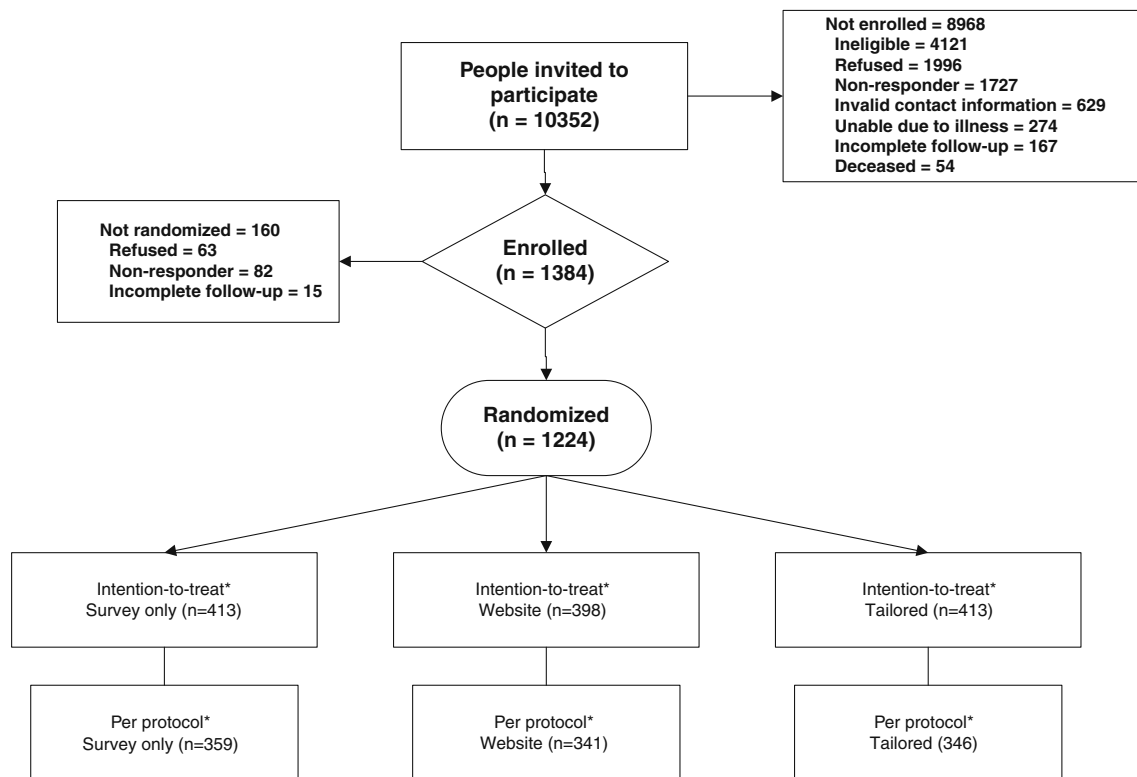 Not enrolled = 8968
Ineligible = 4121
Refused = 1996
Non-responder = 1727
Invalid contact information = 629
Unable due to illness = 274
Incomplete follow-up = 167
Deceased = 54
People invited to
participate
(n = 10352)
Not randomized = 160
Refused = 63
Non-responder = 82
Incomplete follow-up = 15
Enrolled
(n = 1384)
Randomized
(n = 1224)
Intention-to-treat*
Survey only (n=413)
Intention-to-treat*
Website (n=398)
Intention-to-treat*
Tailored (n=413)
Per protocol*
Survey only (n=359)
Per protocol*
Website (n=341)
Per protocol*
Tailored (346)